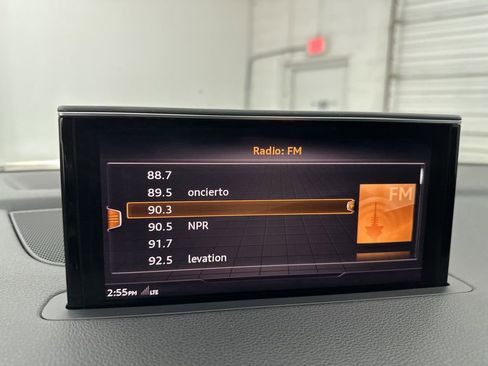 Radio: FM
88.7
89.5 oncierto
90.3
90.5 NPR
91.7
92.5 levation
FM
2:55PM LTE